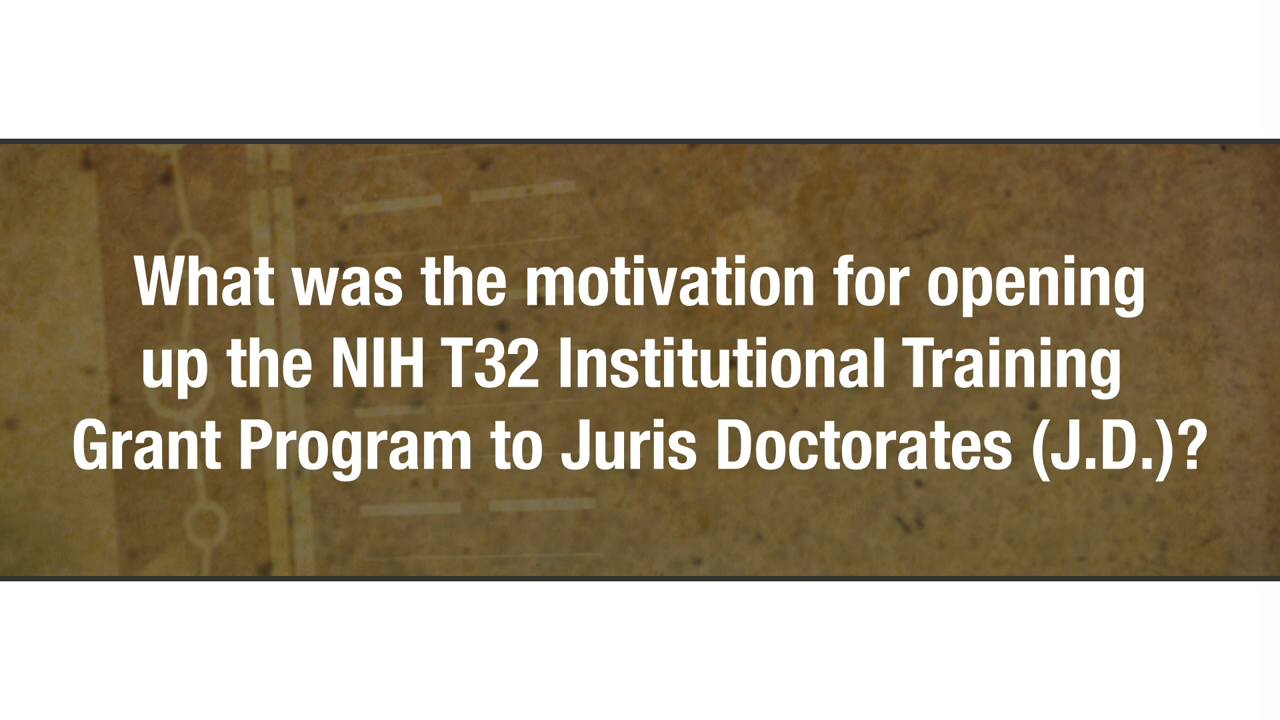 What was the motivation for opening
up the NIH T32 Institutional Training
Grant Program to Juris Doctorates (J.D.)?